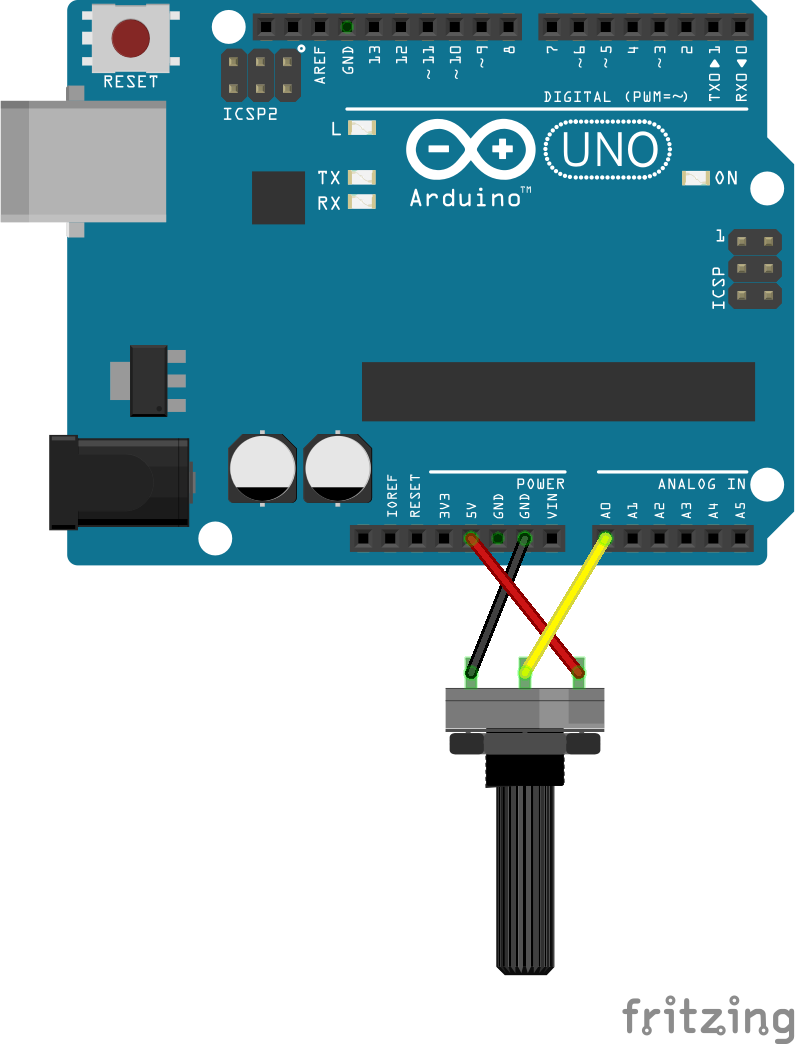 RESET
ICSP2
AREF
GND
13
12
~11
~10
~9
8
7
~6
~5
4
~3
2
TX0▶1
RX0◀0
DIGITAL (PWM=~)
L
TX
RX
Arduino™
UNO
ON
1
ICSP
POWER
ANALOG IN
IOREF
RESET
3V3
5V
GND
GND
VIN
A0
A1
A2
A3
A4
A5
fritzing